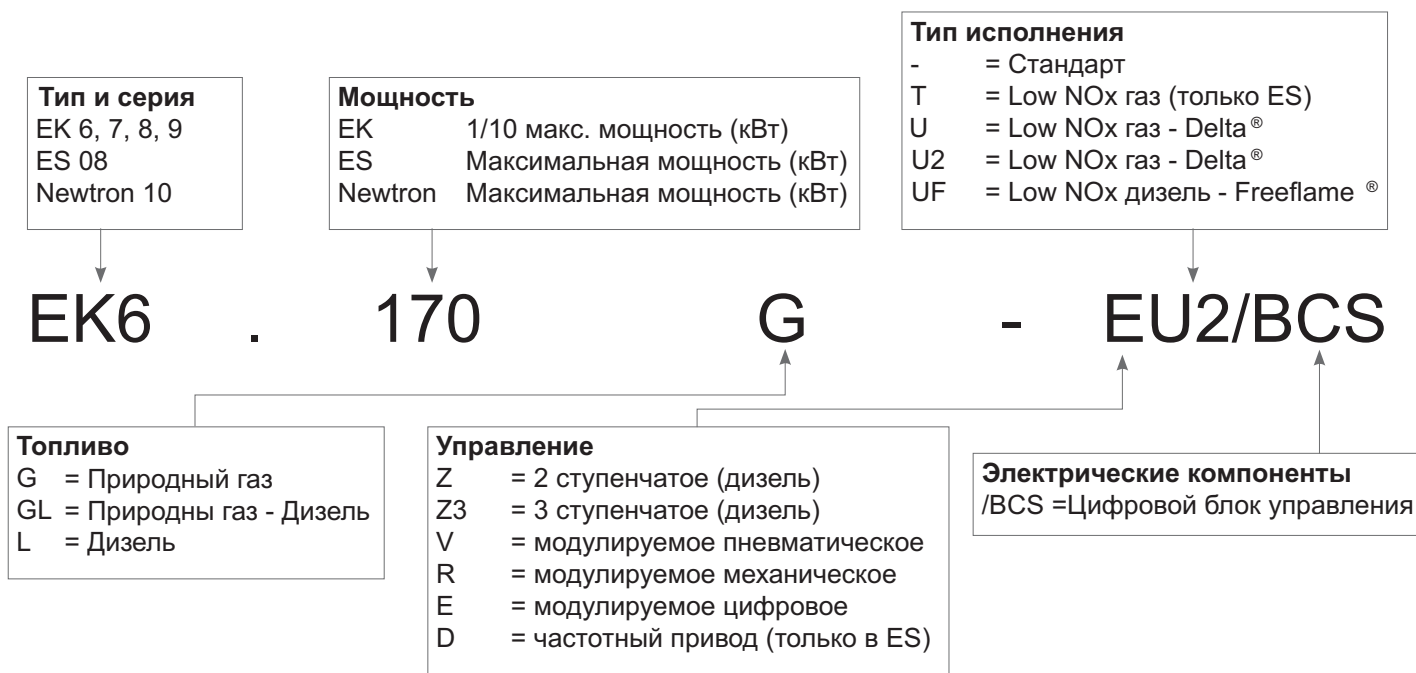 Тип исполнения
- = Стандарт
T = Low NOx газ (только ES)
U = Low NOx газ - Delta ®
U2 = Low NOx газ - Delta ®
UF = Low NOx дизель - Freeflame ®
Тип и серия
EK 6, 7, 8, 9
ES 08
Newtron 10
Мощность
EK 1/10 макс. мощность (кВт)
ES Максимальная мощность (кВт)
Newtron Максимальная мощность (кВт)
EK6 . 170 G - EU2/BCS
Топливо
G = Природный газ
GL = Природны газ - Дизель
L = Дизель
Управление
Z = 2 ступенчатое (дизель)
Z3 = 3 ступенчатое (дизель)
V = модулируемое пневматическое
R = модулируемое механическое
E = модулируемое цифровое
D = частотный привод (только в ES)
Электрические компоненты
/BCS =Цифровой блок управления